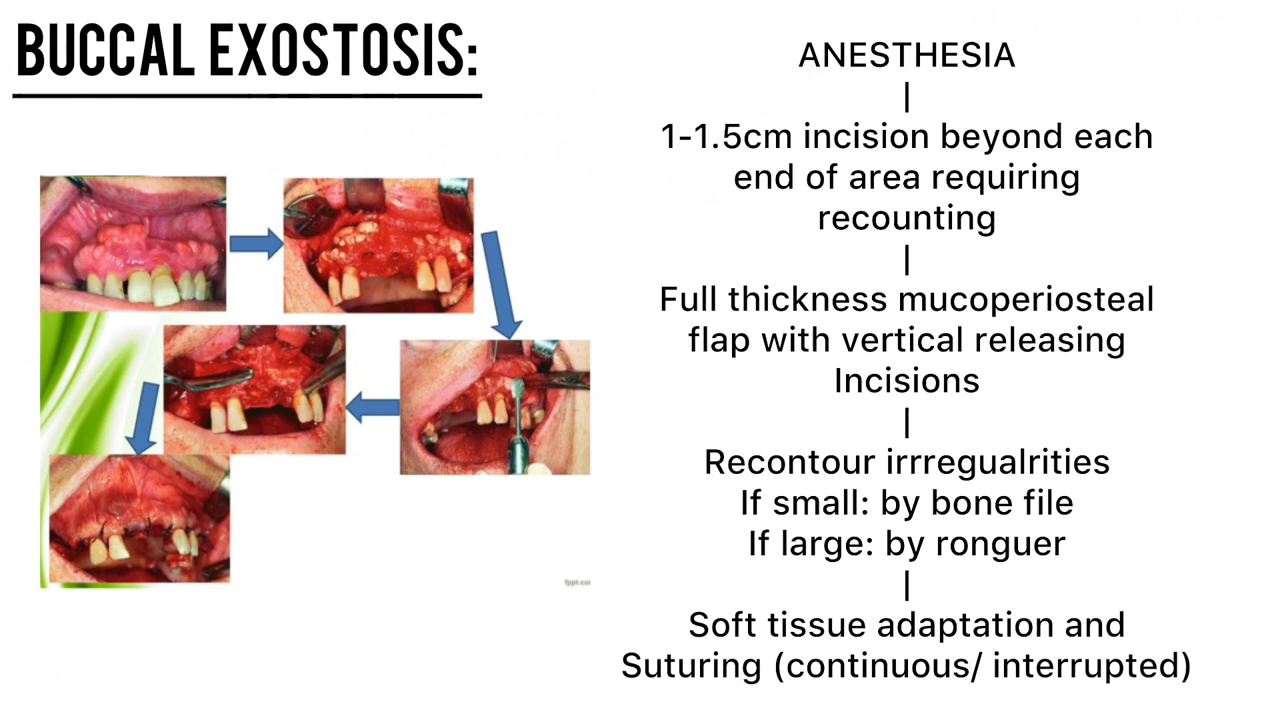 BUCCAL EXOSTOSIS:
ANESTHESIA
|
1-1.5cm incision beyond each
end of area requiring
recounting
|
Full thickness mucoperiosteal
flap with vertical releasing
Incisions
|
Recontour irrregualrities
If small: by bone file
If large: by ronguer
|
Soft tissue adaptation and
Suturing (continuous/ interrupted)